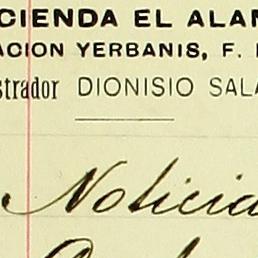 CIENDA EL ALAM
ACION YERBANIS, F.
strador DIONISIO SALA
Noticia